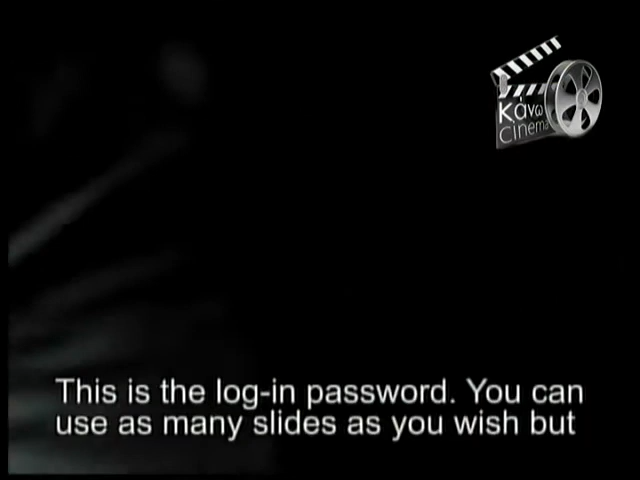 κάνω
cinema
This is the log-in password. You can
use as many slides as you wish but